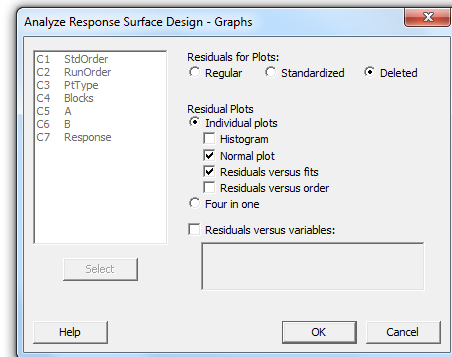 Analyze Response Surface Design - Graphs
C1 StdOrder
C2 RunOrder
C3 PtType
C4 Blocks
C5 A
C6 B
C7 Response
Select
Residuals for Plots:
Regular Standardized Deleted
Residual Plots
Individual plots
Histogram
Normal plot
Residuals versus fits
Residuals versus order
Four in one
Residuals versus variables:
Help OK Cancel